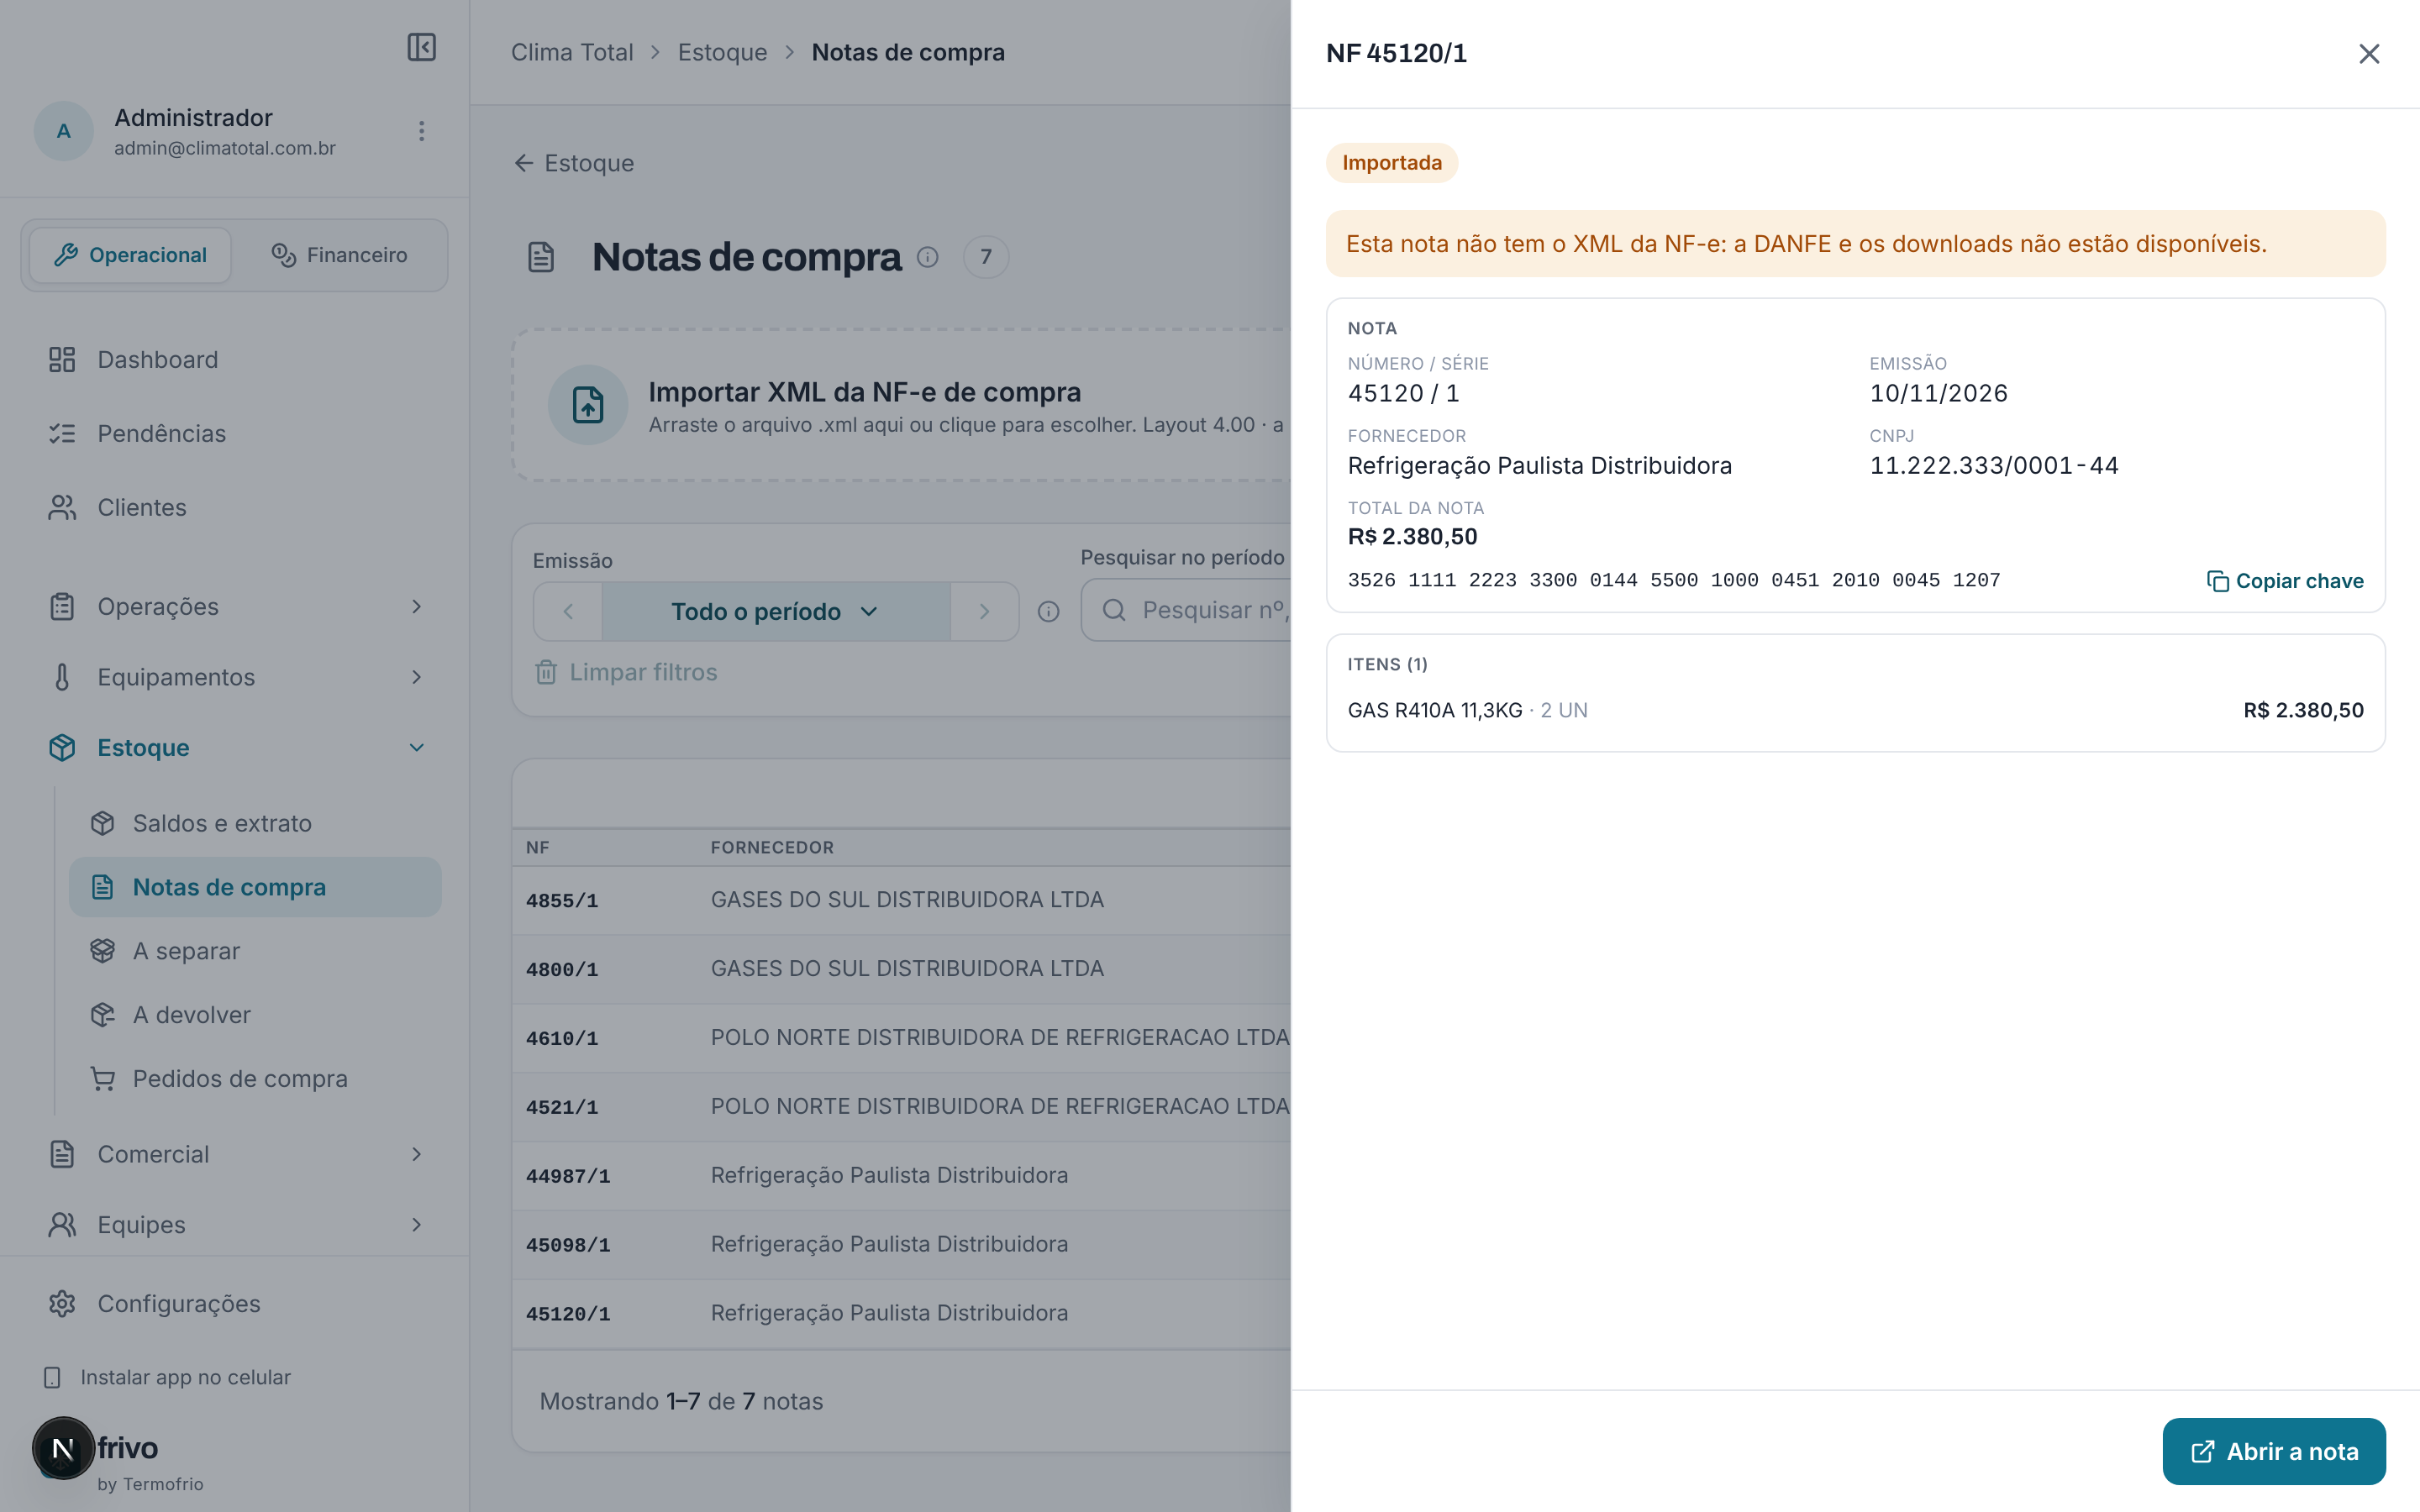 A
Administrador
admin@climatotal.com.br
Operacional
Financeiro
Dashboard
Pendências
Clientes
Operações
Equipamentos
Estoque
Saldos e extrato
Notas de compra
A separar
A devolver
Pedidos de compra
Comercial
Equipes
Configurações
Instalar app no celular
N
frivo
by Termofrio
Clima Total > Estoque > Notas de compra
← Estoque
Notas de compra 7
Importar XML da NF-e de compra
Arraste o arquivo .xml aqui ou clique para escolher. Layout 4.00 · a
Emissão
Todo o período
Pesquisar no período
Pesquisar nº,
Limpar filtros
NF FORNECEDOR
4855/1 GASES DO SUL DISTRIBUIDORA LTDA
4800/1 GASES DO SUL DISTRIBUIDORA LTDA
4610/1 POLO NORTE DISTRIBUIDORA DE REFRIGERACAO LTDA
4521/1 POLO NORTE DISTRIBUIDORA DE REFRIGERACAO LTDA
44987/1 Refrigeração Paulista Distribuidora
45098/1 Refrigeração Paulista Distribuidora
45120/1 Refrigeração Paulista Distribuidora
Mostrando 1–7 de 7 notas
NF 45120/1
Importada
Esta nota não tem o XML da NF-e: a DANFE e os downloads não estão disponíveis.
NOTA
NÚMERO / SÉRIE
45120 / 1
EMISSÃO
10/11/2026
FORNECEDOR
Refrigeração Paulista Distribuidora
CNPJ
11.222.333/0001-44
TOTAL DA NOTA
R$ 2.380,50
3526 1111 2223 3300 0144 5500 1000 0451 2010 0045 1207
Copiar chave
ITENS (1)
GAS R410A 11,3KG · 2 UN R$ 2.380,50
Abrir a nota